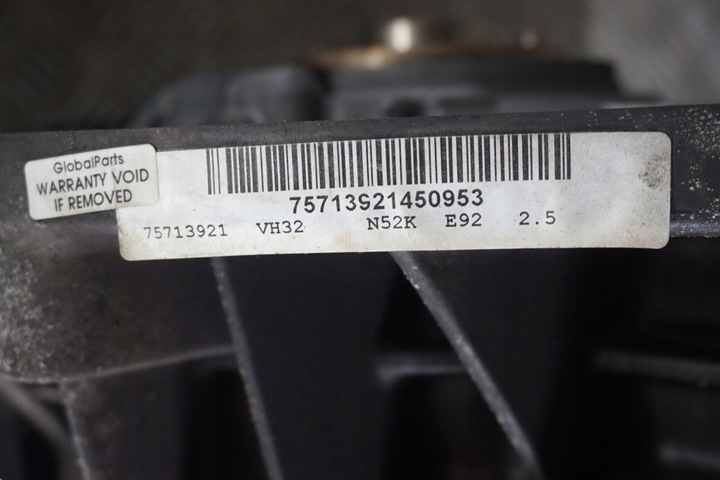 GlobalParts
WARRANTY VOID
IF REMOVED
75713921450953
75713921 VH32 N52K E92 2.5